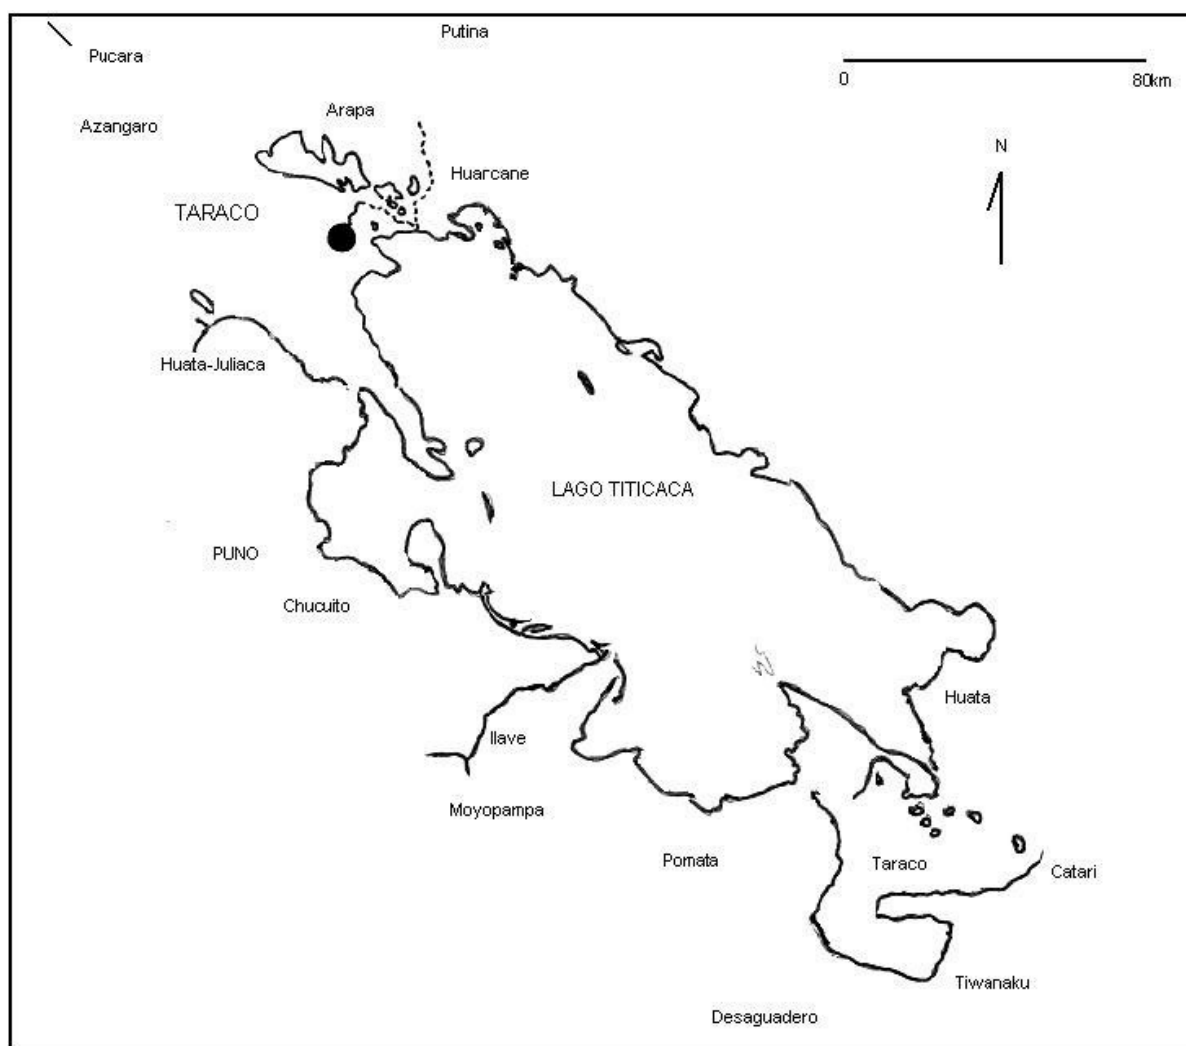 Putina
Pucara
0 80km
Arapa
Azangaro
N
Huarcane
TARACO
Huata-Juliaca
LAGO TITICACA
PUNO
Chucuito
Huata
Ilave
Moyopampa
Pomata
Taraco
Catari
Tiwanaku
Desaguadero